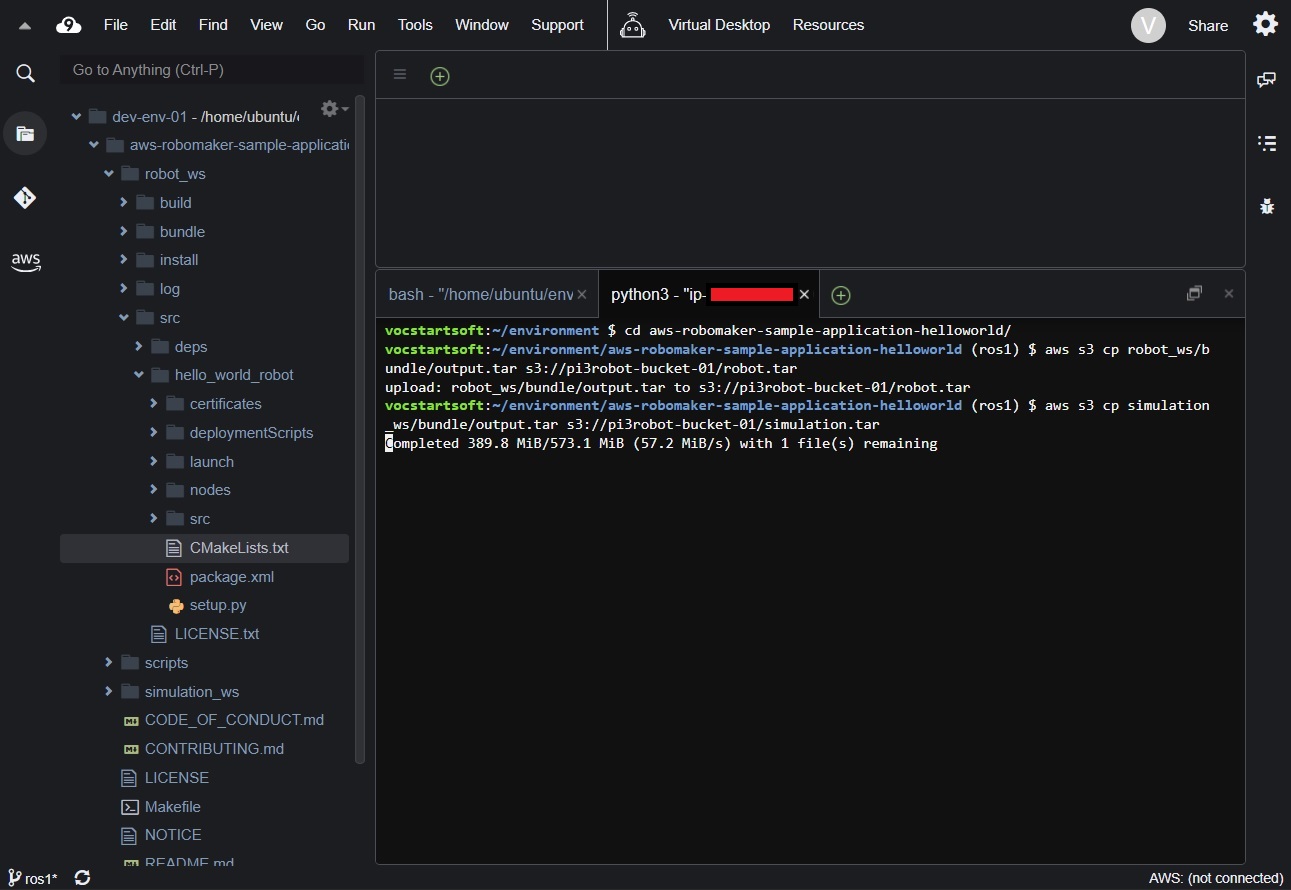 File Edit Find View Go Run Tools Window Support Virtual Desktop Resources V Share
Go to Anything (Ctrl-P)
dev-env-01 - /home/ubuntu/
aws-robomaker-sample-applicati
robot_ws
build
bundle
install
log
src
deps
hello_world_robot
certificates
deploymentScripts
launch
nodes
src
CMakeLists.txt
package.xml
setup.py
LICENSE.txt
scripts
simulation_ws
CODE_OF_CONDUCT.md
CONTRIBUTING.md
LICENSE
Makefile
NOTICE
README.md
aws
bash - "/home/ubuntu/env
python3 - "ip-
vocstartsoft:~/environment $ cd aws-robomaker-sample-application-helloworld/
vocstartsoft:~/environment/aws-robomaker-sample-application-helloworld (ros1) $ aws s3 cp robot_ws/b
undle/output.tar s3://pi3robot-bucket-01/robot.tar
upload: robot_ws/bundle/output.tar to s3://pi3robot-bucket-01/robot.tar
vocstartsoft:~/environment/aws-robomaker-sample-application-helloworld (ros1) $ aws s3 cp simulation
_ws/bundle/output.tar s3://pi3robot-bucket-01/simulation.tar
Completed 389.8 MiB/573.1 MiB (57.2 MiB/s) with 1 file(s) remaining
ros1*
AWS: (not connected)